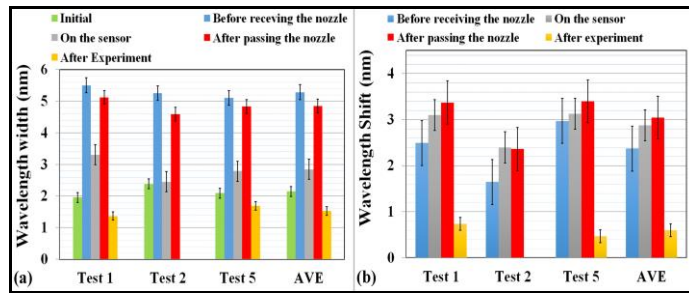 Initial
Before receving the nozzle
On the sensor
After passing the nozzle
After Experiment
Wavelength width (nm)
6
5
4
3
2
1
0
Test 1 Test 2 Test 5 AVE
(a)
Before receiving the nozzle
On the sensor
After passing the nozzle
After experiment
Wavelength Shift (nm)
4
3
2
1
0
Test 1 Test 2 Test 5 AVE
(b)